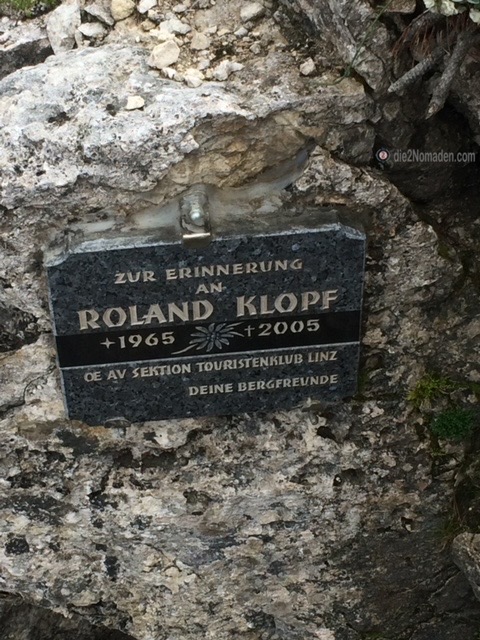 die2Nomaden.com
ZUR ERINNERUNG
AN
ROLAND KLOPF
+1965 +2005
OE AV SEKTION TOURISTENKLUB LINZ
DEINE BERGFREUNDE